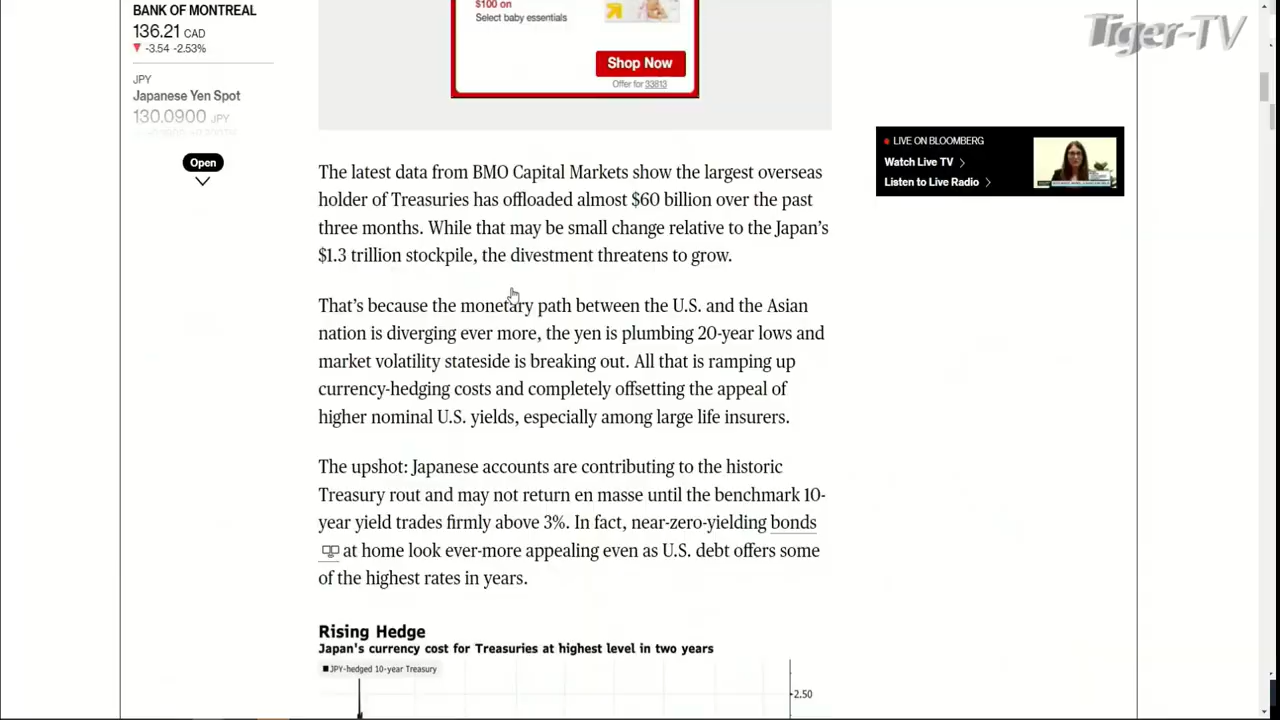 BANK OF MONTREAL
136.21 CAD
-3.54 -2.53%
JPY
Japanese Yen Spot
130.0900 JPY
Open
$100 on
Select baby essentials
Shop Now
Offer for 33813
Tiger-TV
LIVE ON BLOOMBERG
Watch Live TV
Listen to Live Radio
The latest data from BMO Capital Markets show the largest overseas
holder of Treasuries has offloaded almost $60 billion over the past
three months. While that may be small change relative to the Japan’s
$1.3 trillion stockpile, the divestment threatens to grow.
That’s because the monetary path between the U.S. and the Asian
nation is diverging ever more, the yen is plumbing 20-year lows and
market volatility stateside is breaking out. All that is ramping up
currency-hedging costs and completely offsetting the appeal of
higher nominal U.S. yields, especially among large life insurers.
The upshot: Japanese accounts are contributing to the historic
Treasury rout and may not return en masse until the benchmark 10-
year yield trades firmly above 3%. In fact, near-zero-yielding bonds
at home look ever-more appealing even as U.S. debt offers some
of the highest rates in years.
Rising Hedge
Japan's currency cost for Treasuries at highest level in two years
JPY-hedged 10-year Treasury
2.50